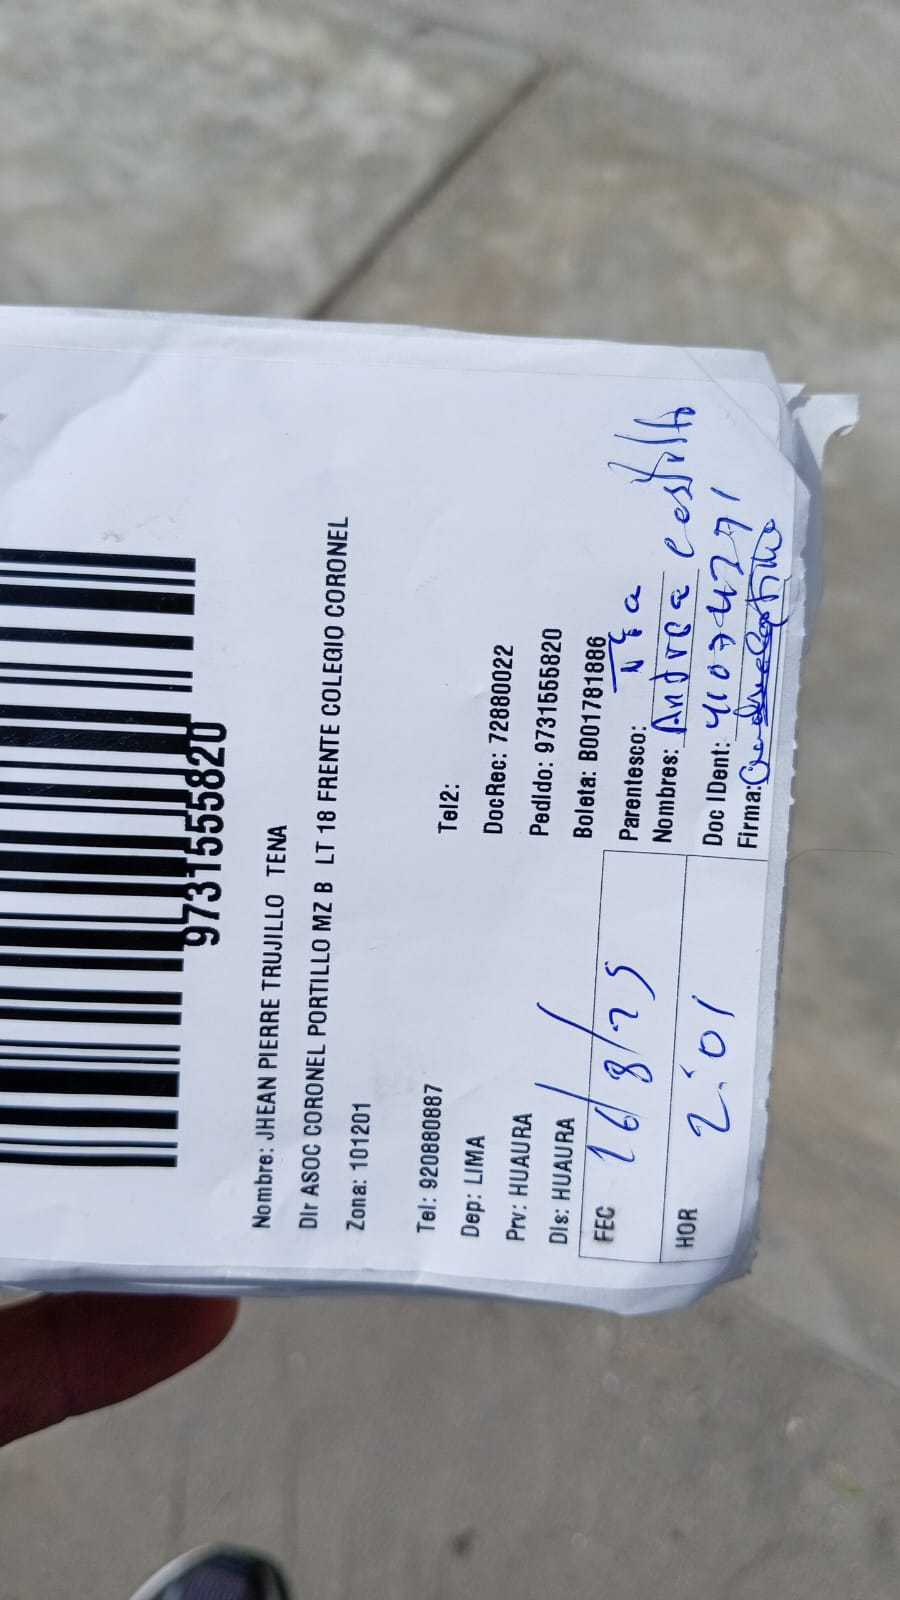 9731555820
Nombre: JHEAN PIERRE TRUJILLO TENA
Dir ASOC CORONEL PORTILLO MZ B LT 18 FRENTE COLEGIO CORONEL
Zona: 101201
Tel: 920880887 Tel2:
Dep: LIMA DocRec: 72880022
Prv: HUAURA Pedido: 9731555820
Dis: HUAURA Boleta: B001781886
FEC 16/8/25 Parentesco: Tía
Nombres: Andrea
HOR 2:01 Doc IDent: 41074271
Firma: